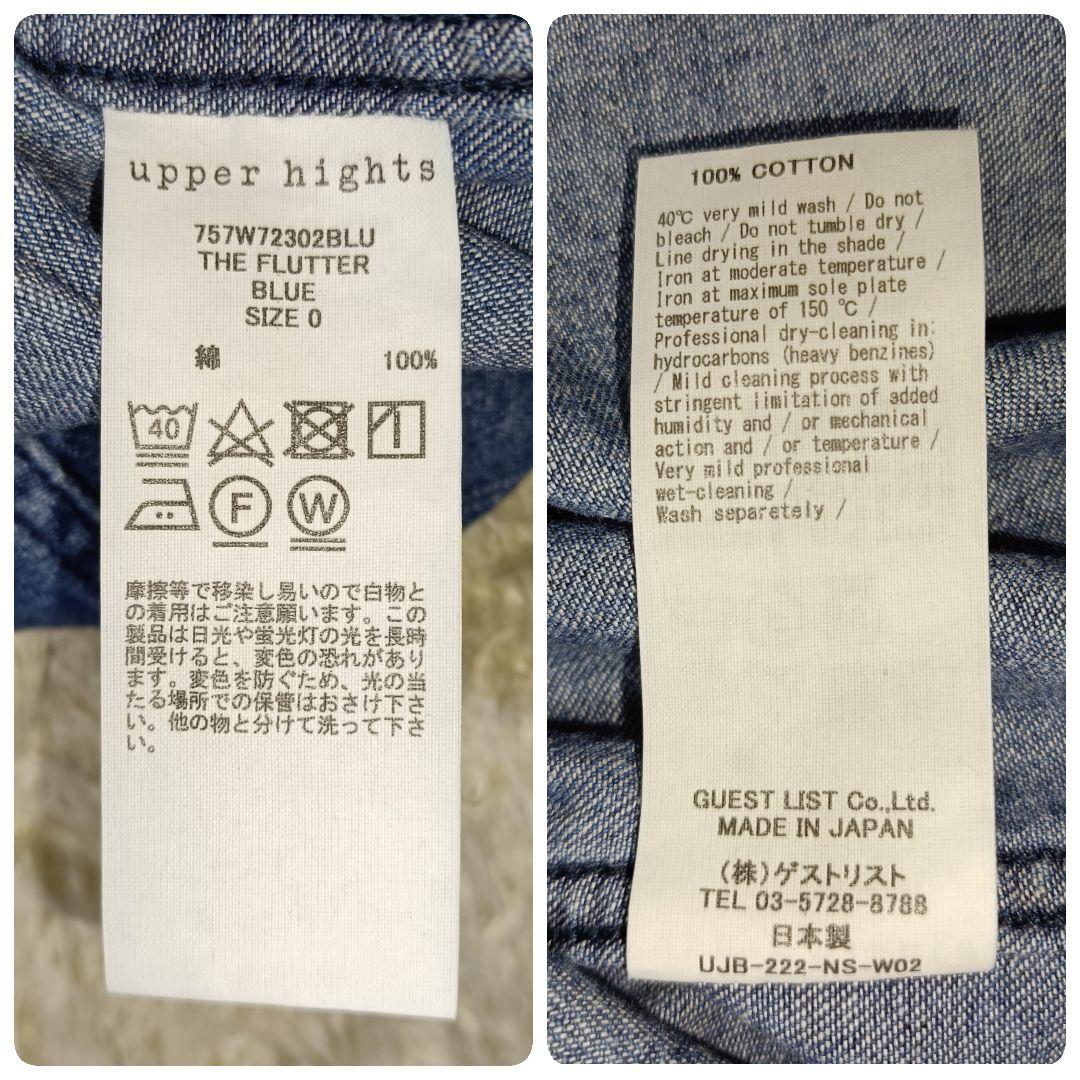 upper hights
757W72302BLU
THE FLUTTER
BLUE
SIZE 0
綿 100%
40
F W
摩擦等で移染し易いので白物と
の着用はご注意願います。この
製品は日光や蛍光灯の光を長時
間受けると、変色の恐れがあり
ます。変色を防ぐため、光の当
たる場所での保管はおさけ下さ
い。他の物と分けて洗って下さ
い。
100% COTTON
40℃ very mild wash / Do not
bleach / Do not tumble dry /
Line drying in the shade /
Iron at moderate temperature /
Iron at maximum sole plate
temperature of 150 ℃ /
Professional dry-cleaning in:
hydrocarbons (heavy benzines)
/ Mild cleaning process with
stringent limitation of added
humidity and / or mechanical
action and / or temperature /
Very mild professional
wet-cleaning /
Wash separetely /
GUEST LIST Co.,Ltd.
MADE IN JAPAN
(株)ゲストリスト
TEL 03-5728-8788
日本製
UJB-222-NS-W02